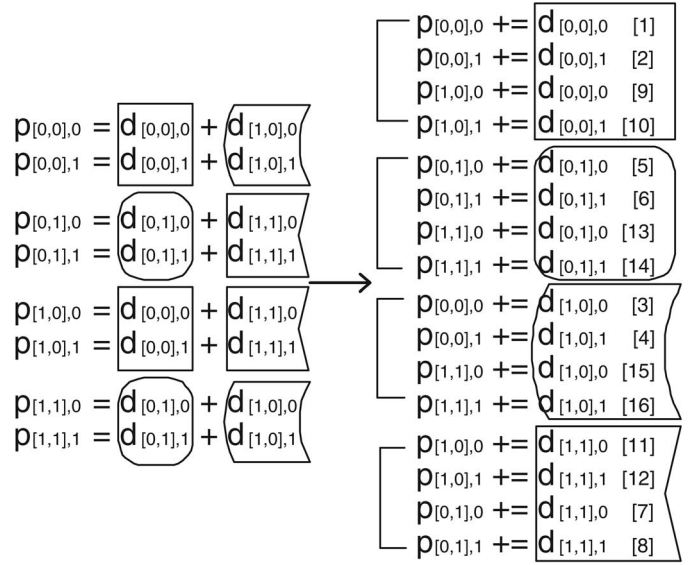 p[0,0],0 = d[0,0],0 + d[1,0],0
p[0,0],1 = d[0,0],1 + d[1,0],1
p[0,1],0 = d[0,1],0 + d[1,1],0
p[0,1],1 = d[0,1],1 + d[1,1],1
p[1,0],0 = d[0,0],0 + d[1,1],0
p[1,0],1 = d[0,0],1 + d[1,1],1
p[1,1],0 = d[0,1],0 + d[1,0],0
p[1,1],1 = d[0,1],1 + d[1,0],1
p[0,0],0 += d[0,0],0 [1]
p[0,0],1 += d[0,0],1 [2]
p[1,0],0 += d[0,0],0 [9]
p[1,0],1 += d[0,0],1 [10]
p[0,1],0 += d[0,1],0 [5]
p[0,1],1 += d[0,1],1 [6]
p[1,1],0 += d[0,1],0 [13]
p[1,1],1 += d[0,1],1 [14]
p[0,0],0 += d[1,0],0 [3]
p[0,0],1 += d[1,0],1 [4]
p[1,1],0 += d[1,0],0 [15]
p[1,1],1 += d[1,0],1 [16]
p[1,0],0 += d[1,1],0 [11]
p[1,0],1 += d[1,1],1 [12]
p[0,1],0 += d[1,1],0 [7]
p[0,1],1 += d[1,1],1 [8]